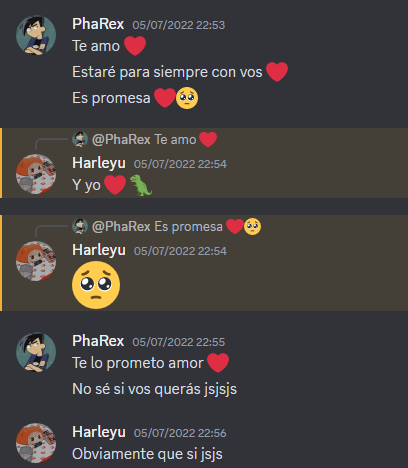 PhaRex 05/07/2022 22:53
Te amo ❤️
Estaré para siempre con vos ❤️
Es promesa ❤️🥺
@PhaRex Te amo ❤️
Harleyu 05/07/2022 22:54
Y yo ❤️ 🦖
@PhaRex Es promesa ❤️🥺
Harleyu 05/07/2022 22:54
🥺
PhaRex 05/07/2022 22:55
Te lo prometo amor ❤️
No sé si vos querás jsjsjs
Harleyu 05/07/2022 22:56
Obviamente que si jsjs